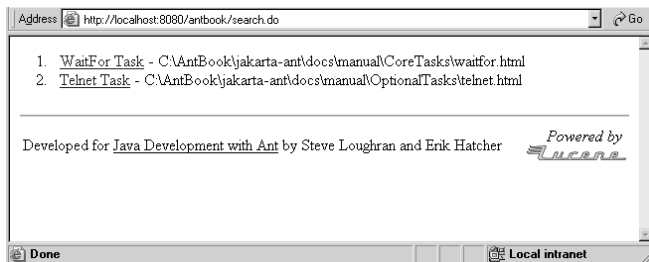 Address http://localhost:8080/antbook/search.do Go
1. WaitFor Task - C:\AntBook\jakarta-ant\docs\manual\CoreTasks\waitfor.html
2. Telnet Task - C:\AntBook\jakarta-ant\docs\manual\OptionalTasks\telnet.html
Developed for Java Development with Ant by Steve Loughran and Erik Hatcher
Powered by
Lucene
Done Local intranet